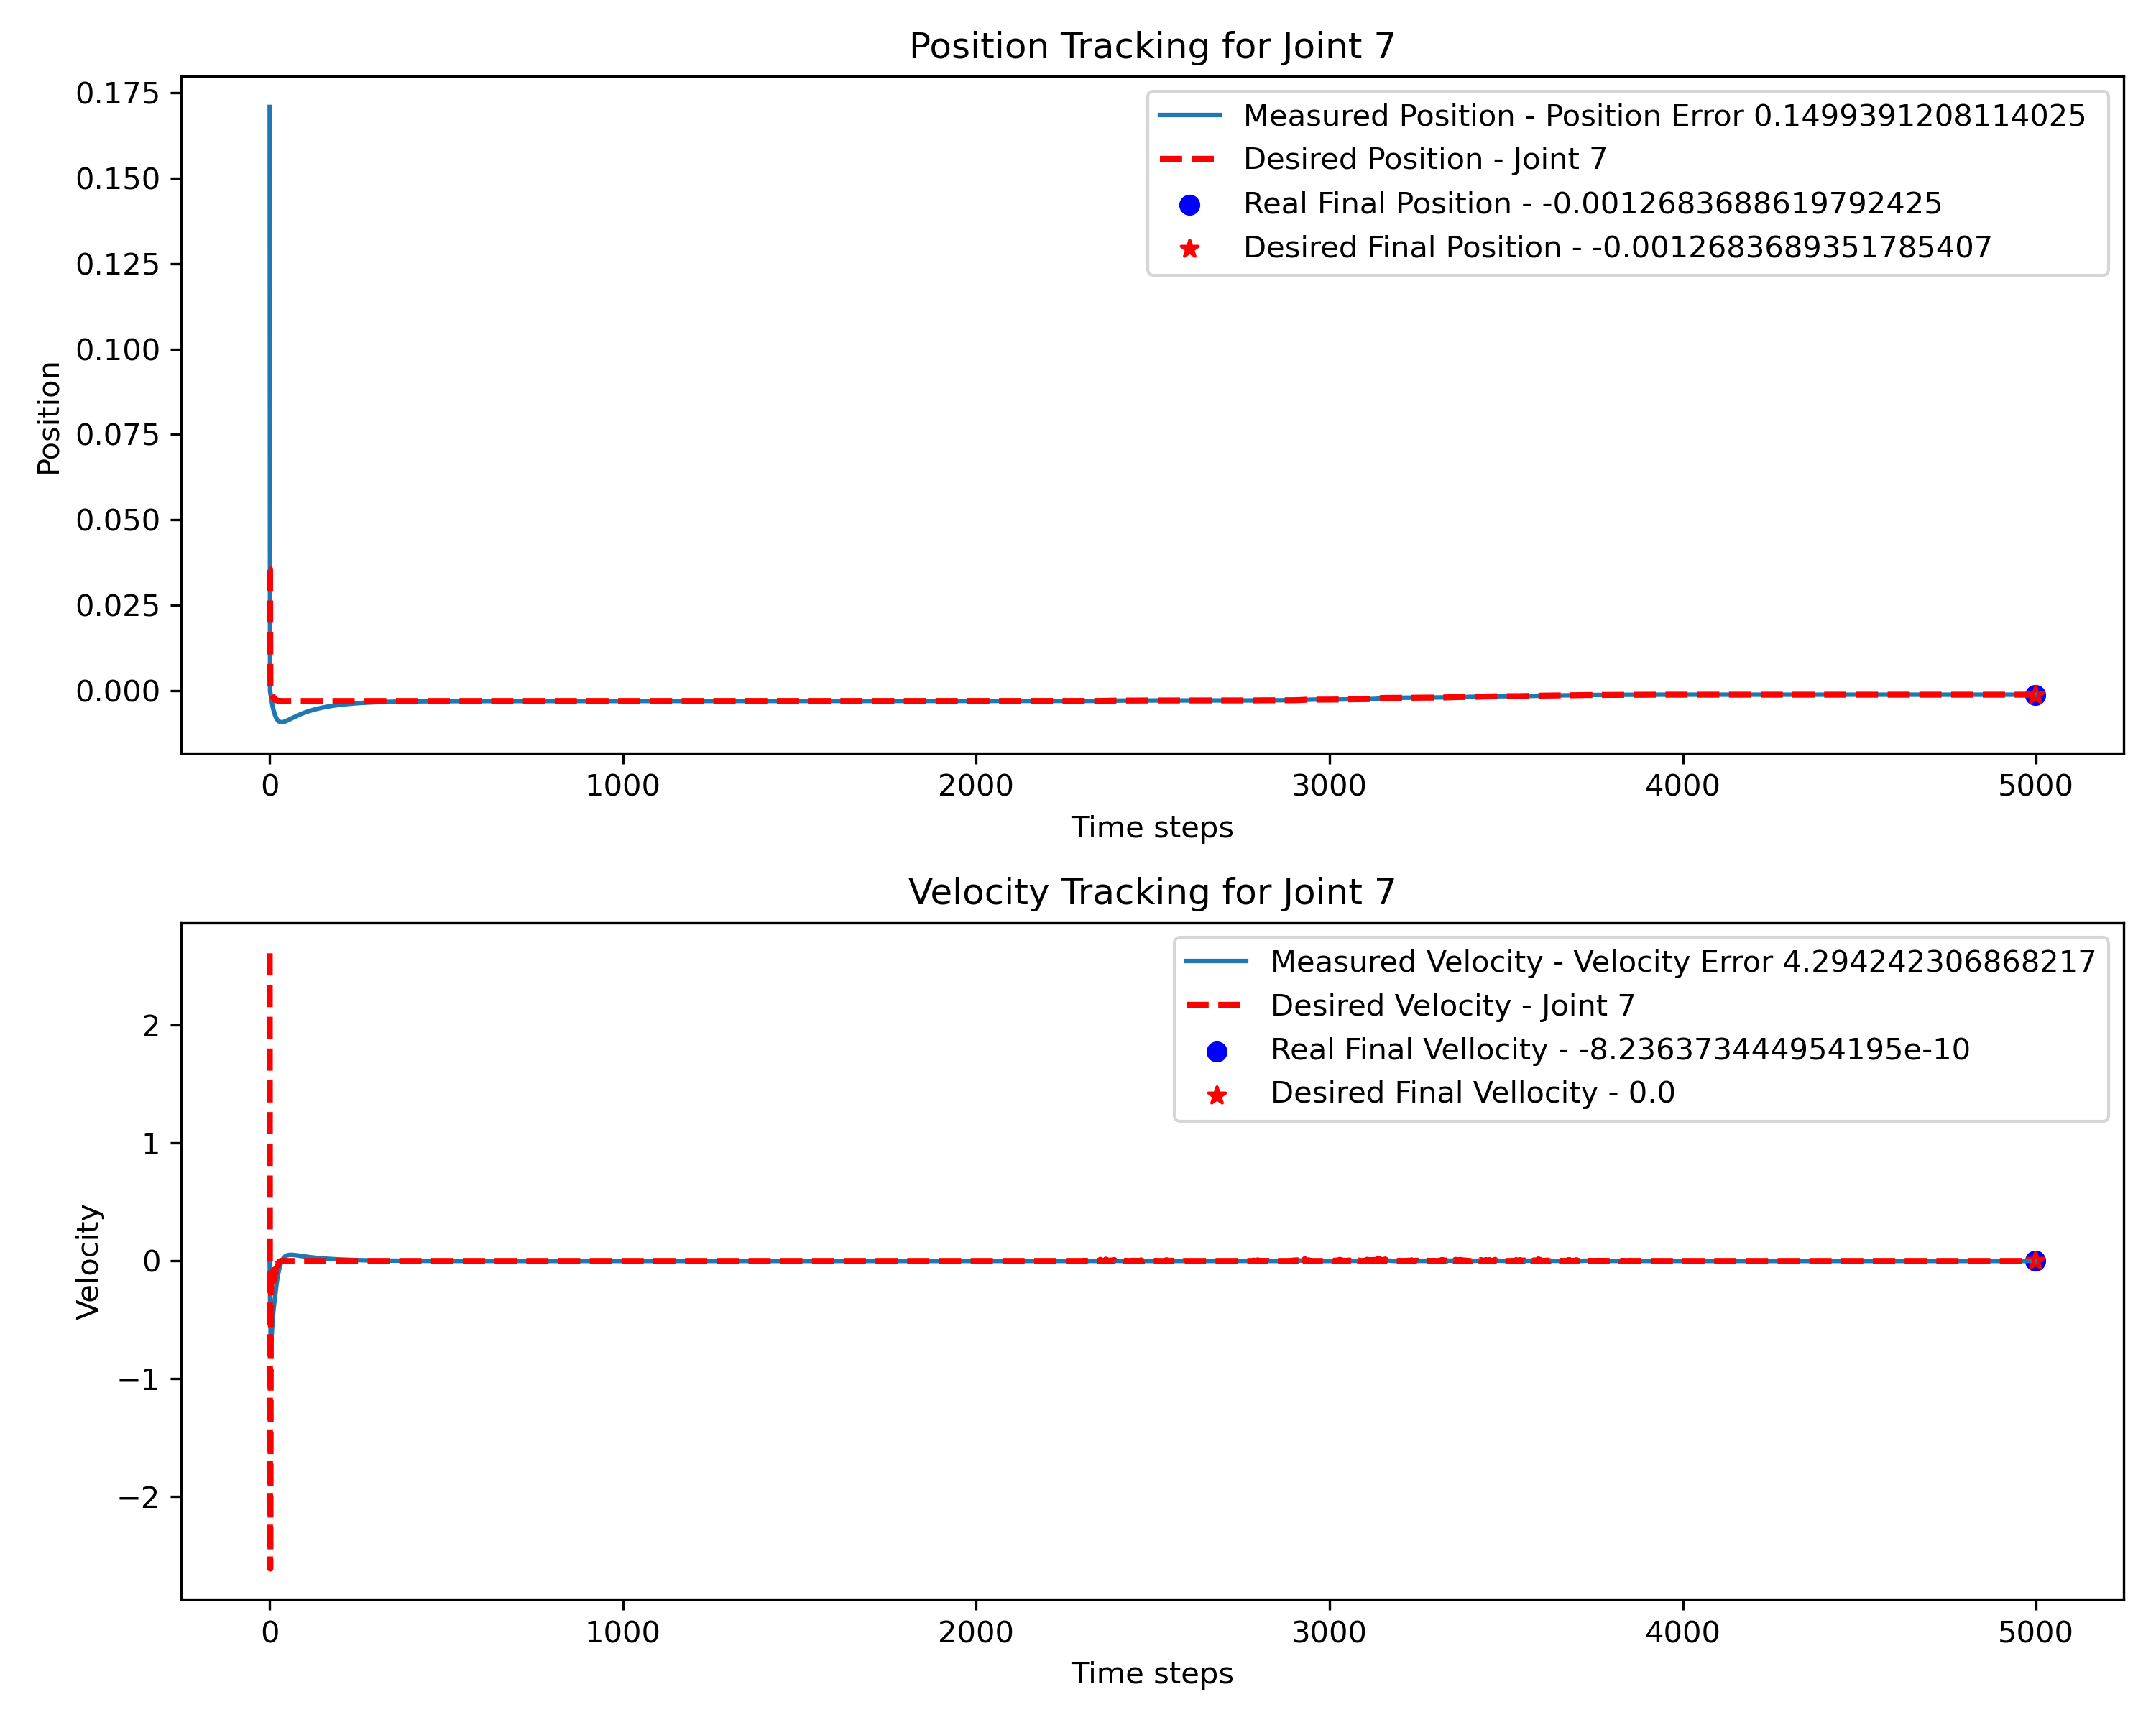 Position Tracking for Joint 7
0.175
0.150
0.125
0.100
0.075
0.050
0.025
0.000
Position
Measured Position - Position Error 0.1499391208114025
Desired Position - Joint 7
Real Final Position - -0.0012683688619792425
Desired Final Position - -0.0012683689351785407
0
1000
2000
3000
4000
5000
Time steps
Velocity Tracking for Joint 7
2
1
0
−1
−2
Velocity
Measured Velocity - Velocity Error 4.294242306868217
Desired Velocity - Joint 7
Real Final Vellocity - -8.236373444954195e-10
Desired Final Vellocity - 0.0
0
1000
2000
3000
4000
5000
Time steps